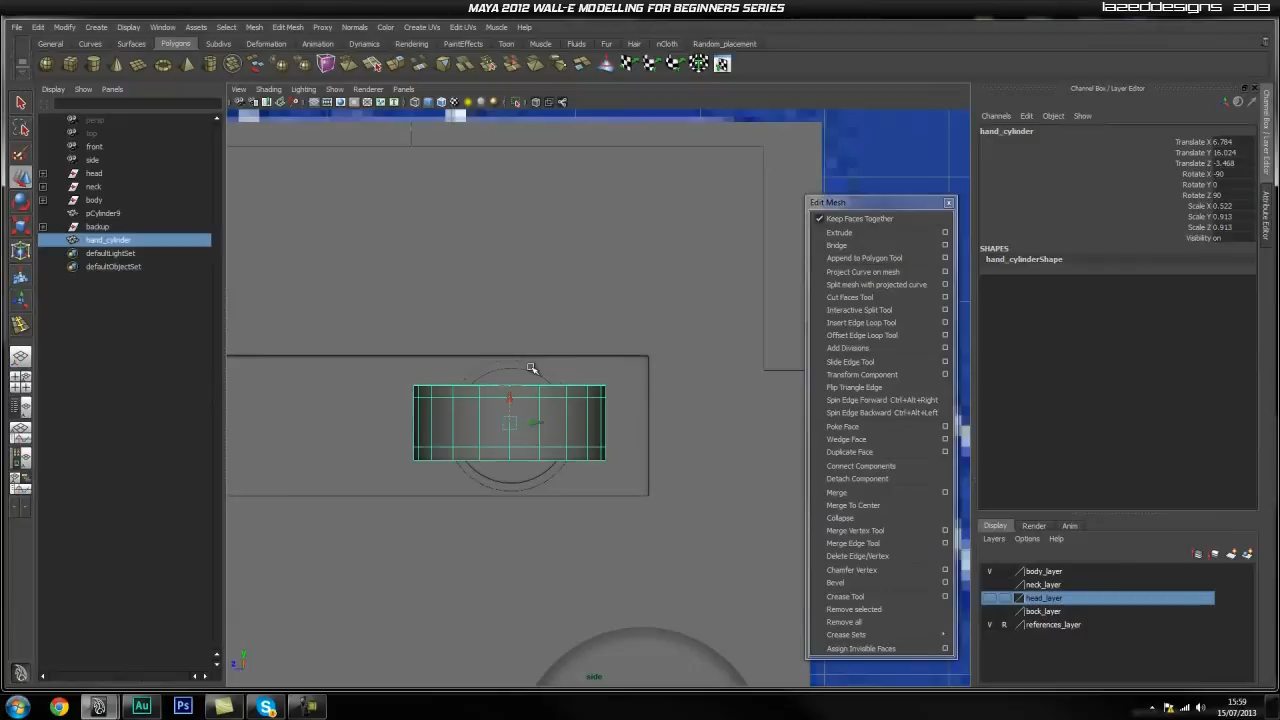 MAYA 2012 WALL-E MODELLING FOR BEGINNERS SERIES
LAZEDDESIGNS 2013
File Edit Modify Create Display Window Assets Select Mesh Edit Mesh Proxy Normals Color Create UVs Edit UVs Muscle Help
General Curves Surfaces Polygons Subdivs Deformation Animation Dynamics Rendering PaintEffects Toon Muscle Fluids Fur Hair nCloth Random_placement
Display Show Panels
View Shading Lighting Show Renderer Panels
Channel Box / Layer Editor
Channels Edit Object Show
persp
top
front
side
head
neck
body
pCylinder9
backup
hand_cylinder
defaultLightSet
defaultObjectSet
Edit Mesh
Keep Faces Together
Extrude
Bridge
Append to Polygon Tool
Project Curve on mesh
Split mesh with projected curve
Cut Faces Tool
Interactive Split Tool
Insert Edge Loop Tool
Offset Edge Loop Tool
Add Divisions
Slide Edge Tool
Transform Component
Flip Triangle Edge
Spin Edge Forward Ctrl+Alt+Right
Spin Edge Backward Ctrl+Alt+Left
Poke Face
Wedge Face
Duplicate Face
Connect Components
Detach Component
Merge
Merge To Center
Collapse
Merge Vertex Tool
Merge Edge Tool
Delete Edge/Vertex
Chamfer Vertex
Bevel
Crease Tool
Remove selected
Remove all
Crease Sets
Assign Invisible Faces
hand_cylinder
Translate X 6.784
Translate Y 16.024
Translate Z -3.468
Rotate X -90
Rotate Y 0
Rotate Z 90
Scale X 0.522
Scale Y 0.913
Scale Z 0.913
Visibility on
SHAPES
hand_cylinderShape
Channel Box / Layer Editor
Attribute Editor
Display Render Anim
Layers Options Help
V body_layer
neck_layer
head_layer
bock_layer
V R references_layer
y
z
side
Au
Ps
15:59
15/07/2013